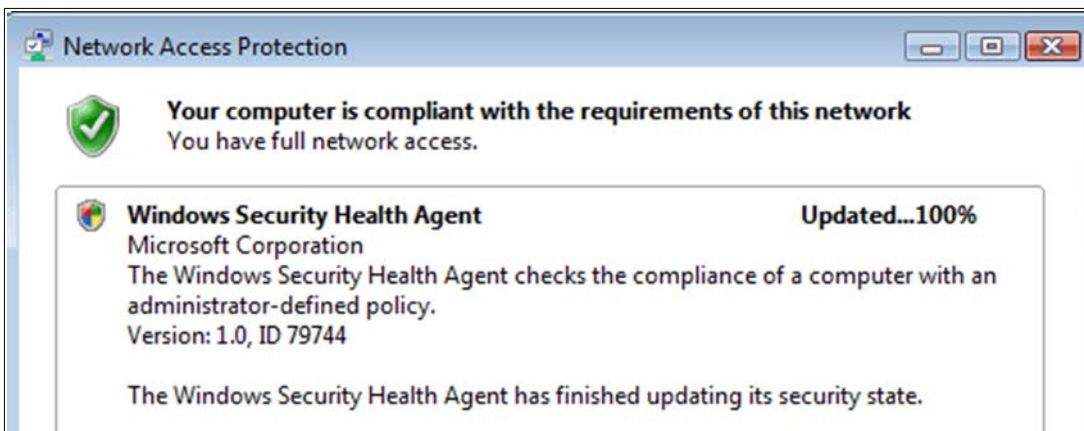 Network Access Protection
Your computer is compliant with the requirements of this network
You have full network access.
Windows Security Health Agent Updated...100%
Microsoft Corporation
The Windows Security Health Agent checks the compliance of a computer with an
administrator-defined policy.
Version: 1.0, ID 79744
The Windows Security Health Agent has finished updating its security state.